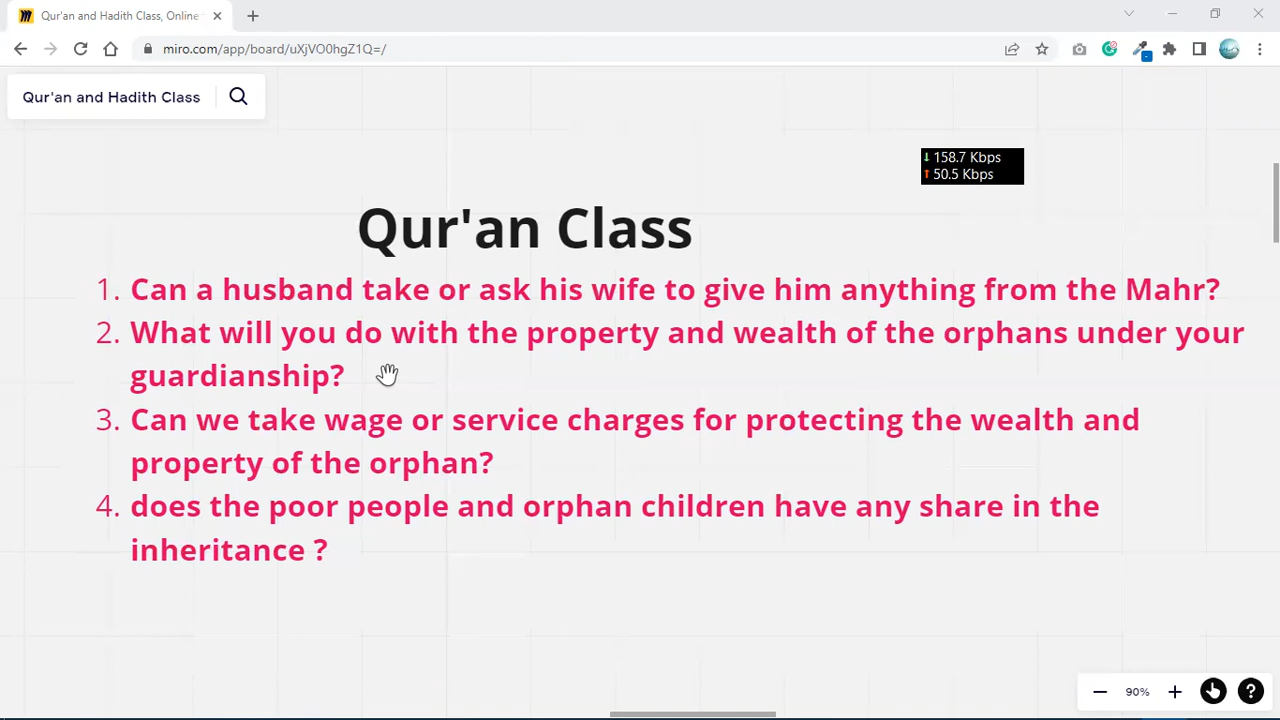 Qur'an and Hadith Class, Online
miro.com/app/board/uXjVO0hgZ1Q=/
Qur'an and Hadith Class
↓ 158.7 Kbps
↑ 50.5 Kbps
Qur'an Class
1. Can a husband take or ask his wife to give him anything from the Mahr?
2. What will you do with the property and wealth of the orphans under your
guardianship?
3. Can we take wage or service charges for protecting the wealth and
property of the orphan?
4. does the poor people and orphan children have any share in the
inheritance ?
90%